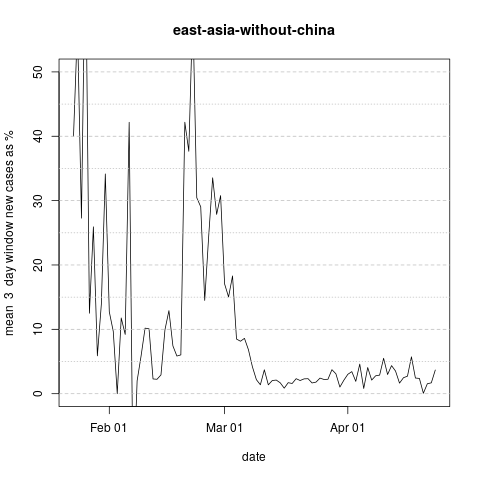 east-asia-without-china
mean 3 day window new cases as %
50
40
30
20
10
0
Feb 01
Mar 01
Apr 01
date